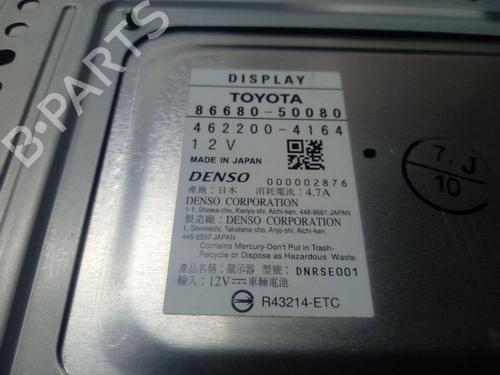 DISPLAY
TOYOTA
86680-50080
462200-4164
12V
MADE IN JAPAN
DENSO 000002876
產地：日本 消耗電流：4.7A
DENSO CORPORATION
1-1, Showa-cho, Kariya-shi, Aichi-ken, 448-8661 JAPAN
製造廠：DENSO CORPORATION
1, Shinmichi, Takatana-cho, Anjo-shi, Aichi-ken,
446-8507 JAPAN
Contains Mercury-Don't Put in Trash-
Recycle or Dispose as Hazardous Waste.
產品名稱：顯示器 型號：DNRSE001
輸入：12V⎓車輛電池
R43214-ETC
7.J
10
B-PARTS